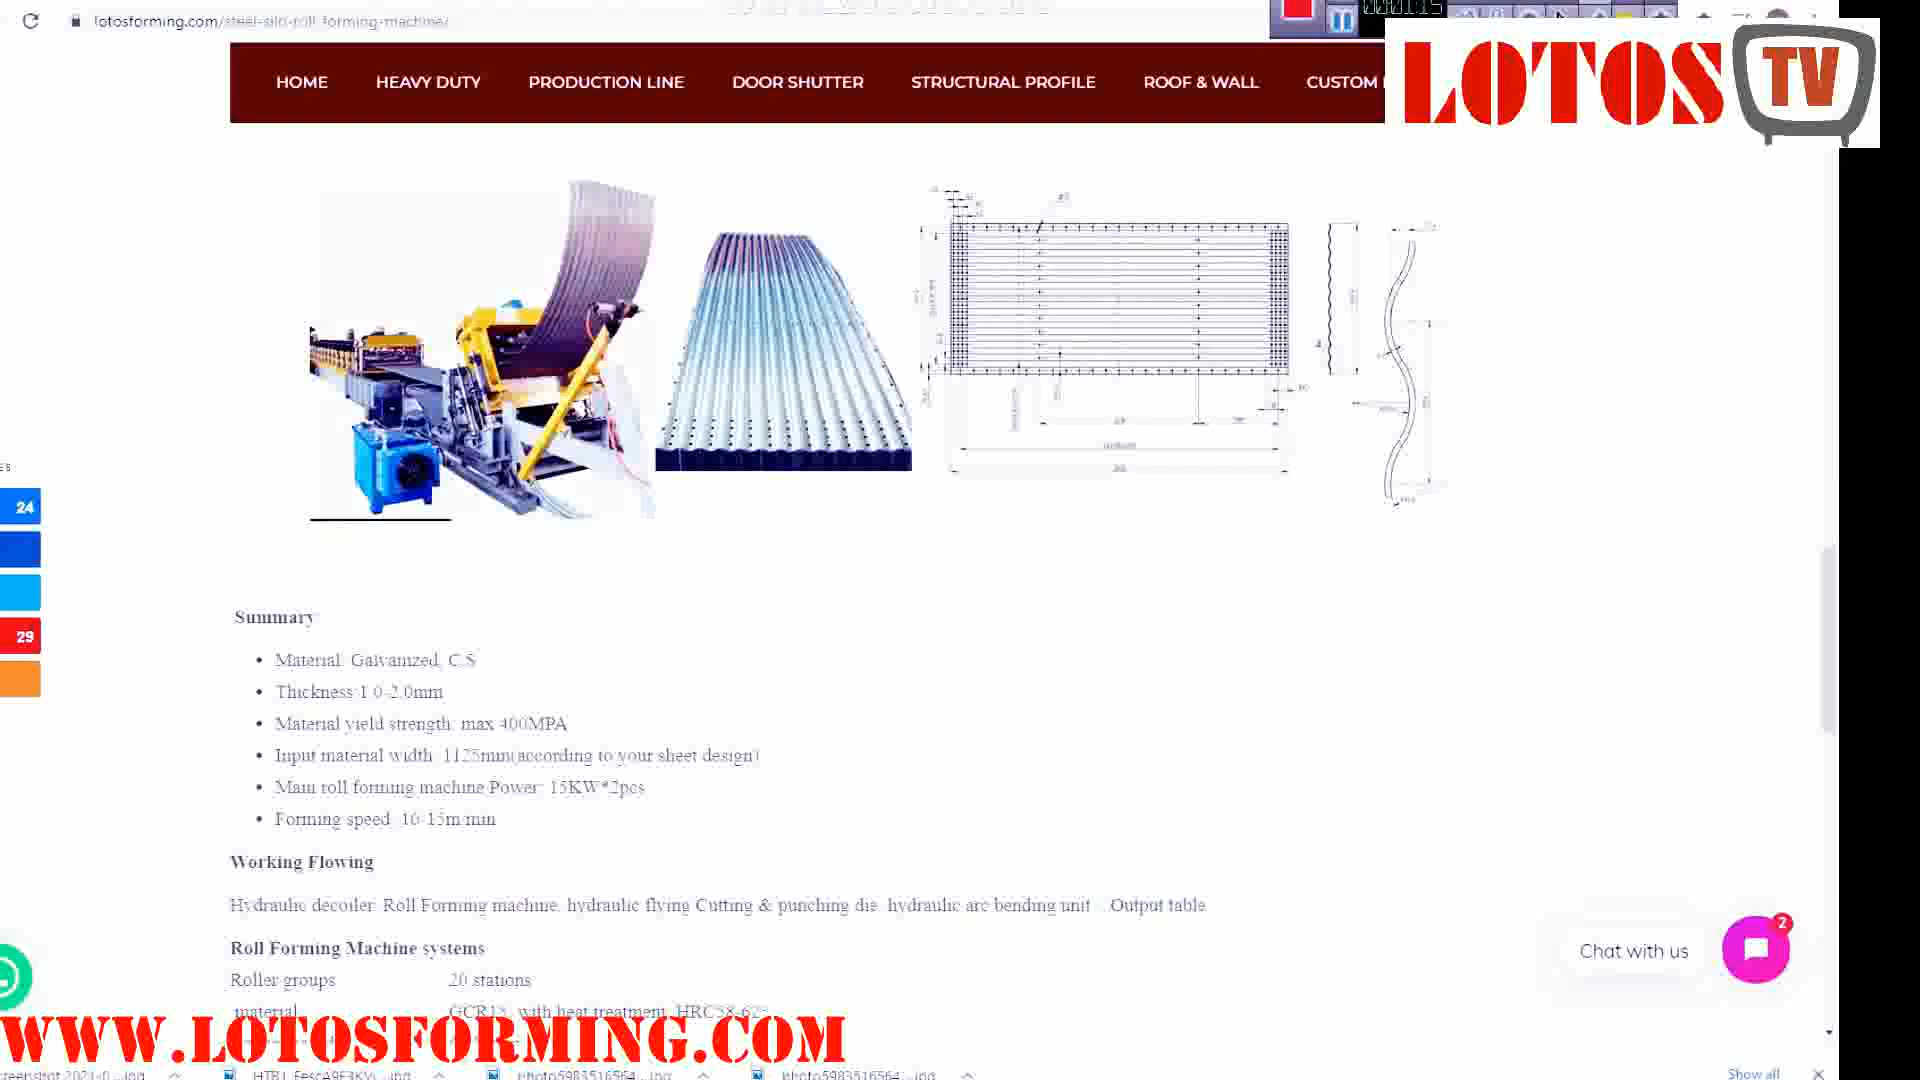 lotosforming.com/steel-silo-roll-forming-machine/
LOTOS TV
HOME HEAVY DUTY PRODUCTION LINE DOOR SHUTTER STRUCTURAL PROFILE ROOF & WALL CUSTOM
24
29
Summary
Material: Galvanized, C.S
Thickness 1.0-2.0mm
Material yield strength: max 400MPA
Input material width: 1125mm(according to your sheet design)
Main roll forming machine Power: 15KW*2pcs
Forming speed: 10-15m/min
Working Flowing
Hydraulic decoiler, Roll Forming machine, hydraulic flying Cutting & punching die, hydraulic arc bending unit , Output table
Roll Forming Machine systems
Roller groups 20 stations
material GCR15, with heat treatment, HRC58-62
Chat with us
2
WWW.LOTOSFORMING.COM
Show all